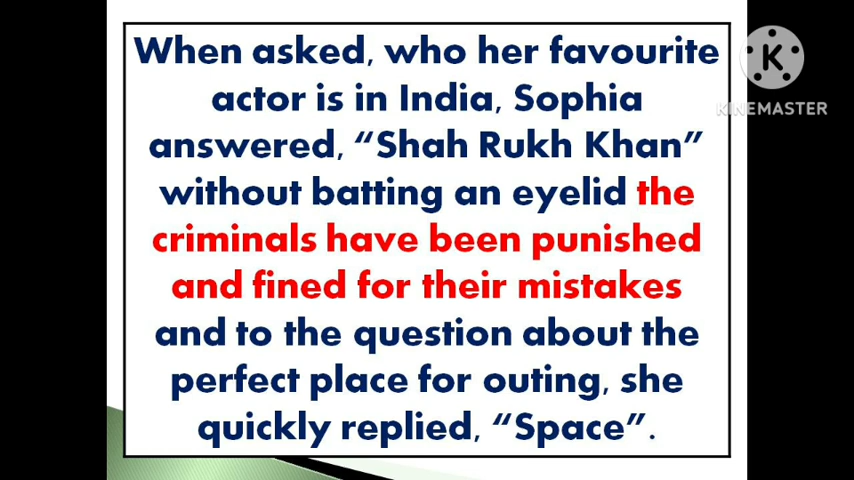 When asked, who her favourite
actor is in India, Sophia
answered, “Shah Rukh Khan”
without batting an eyelid the
criminals have been punished
and fined for their mistakes
and to the question about the
perfect place for outing, she
quickly replied, “Space”.
K
KINEMASTER